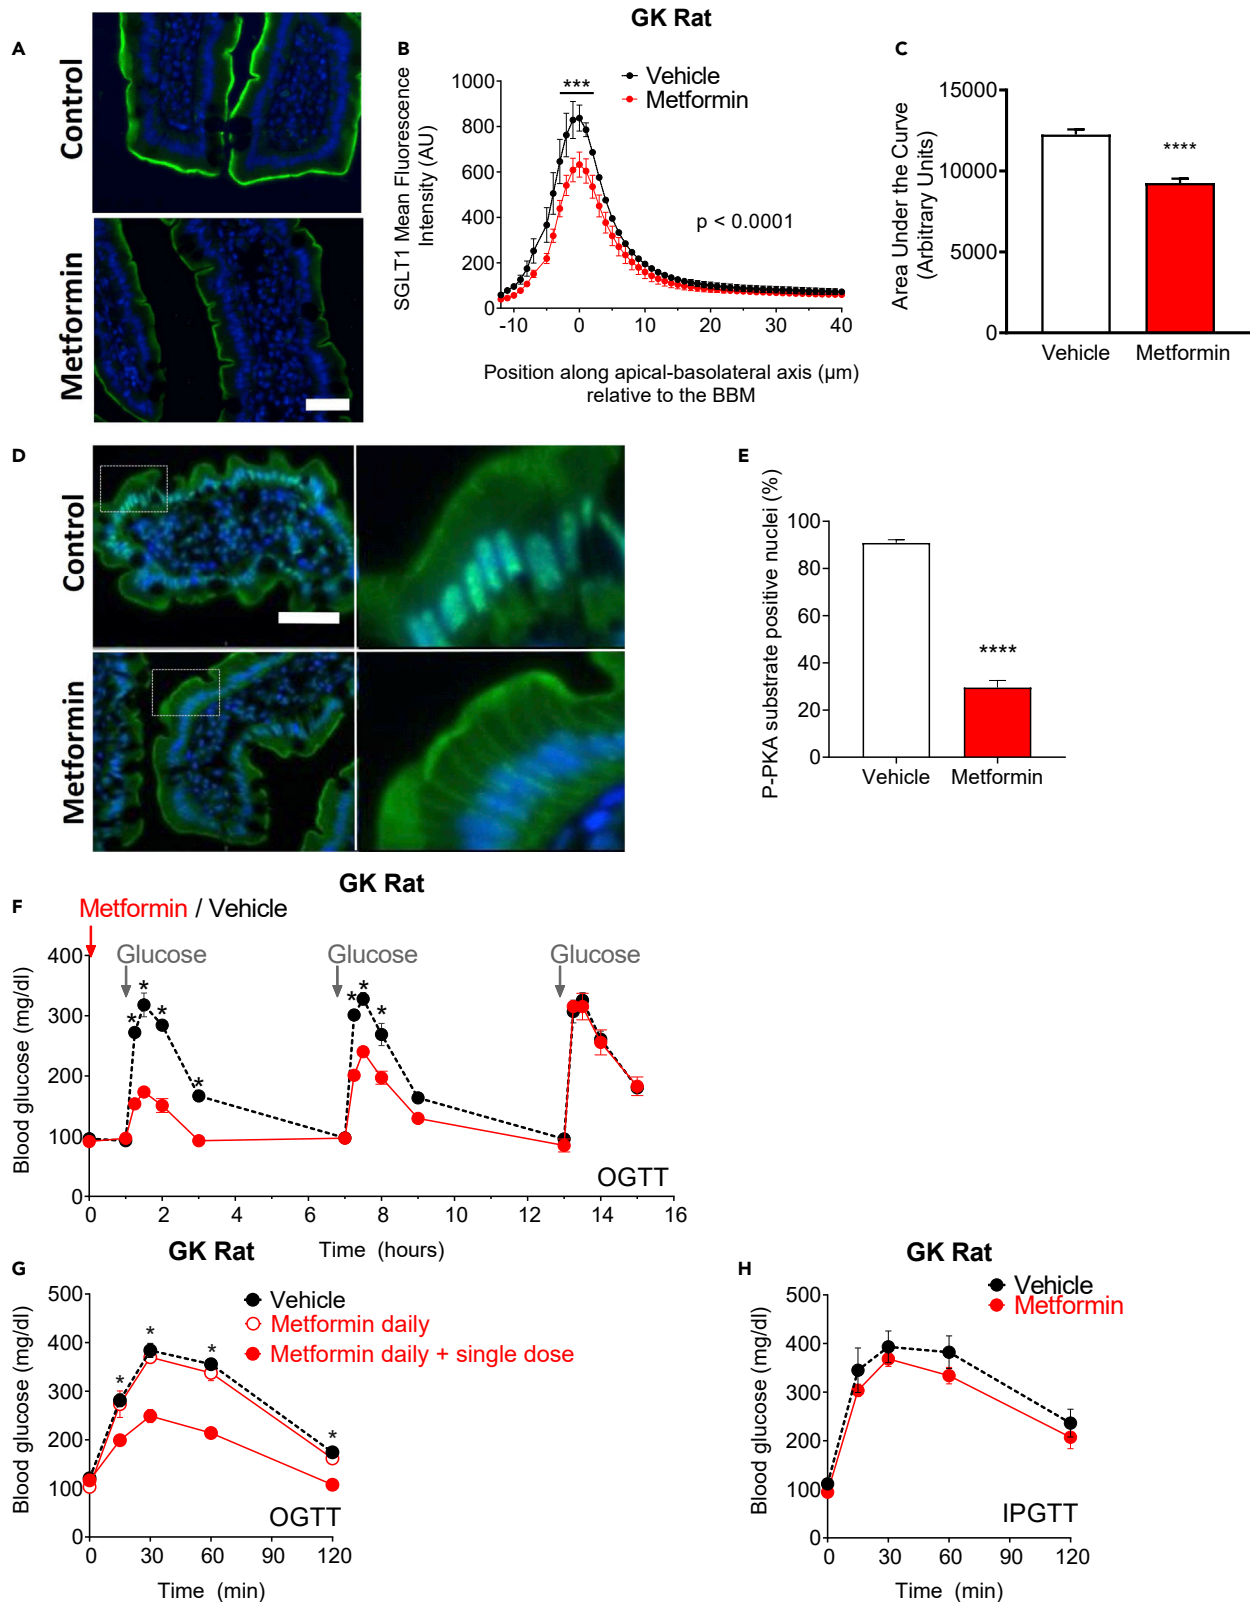 GK Rat
A
Control
Metformin
B
***
Vehicle
Metformin
1000
800
600
400
200
0
SGLT1 Mean Fluorescence
Intensity (AU)
p < 0.0001
-10 0 10 20 30 40
Position along apical-basolateral axis (µm)
relative to the BBM
C
15000
10000
5000
0
Area Under the Curve
(Arbitrary Units)
****
Vehicle Metformin
D
Control
Metformin
E
P-PKA substrate positive nuclei (%)
100
80
60
40
20
0
****
Vehicle Metformin
GK Rat
F
Metformin / Vehicle
Glucose Glucose Glucose
400
300
200
100
0
Blood glucose (mg/dl)
* * * *
* * *
OGTT
0 2 4 6 8 10 12 14 16
Time (hours)
GK Rat
G
Vehicle
Metformin daily
Metformin daily + single dose
500
400
300
200
100
0
Blood glucose (mg/dl)
* * * *
OGTT
0 30 60 90 120
Time (min)
GK Rat
H
Vehicle
Metformin
500
400
300
200
100
0
Blood glucose (mg/dl)
IPGTT
0 30 60 90 120
Time (min)